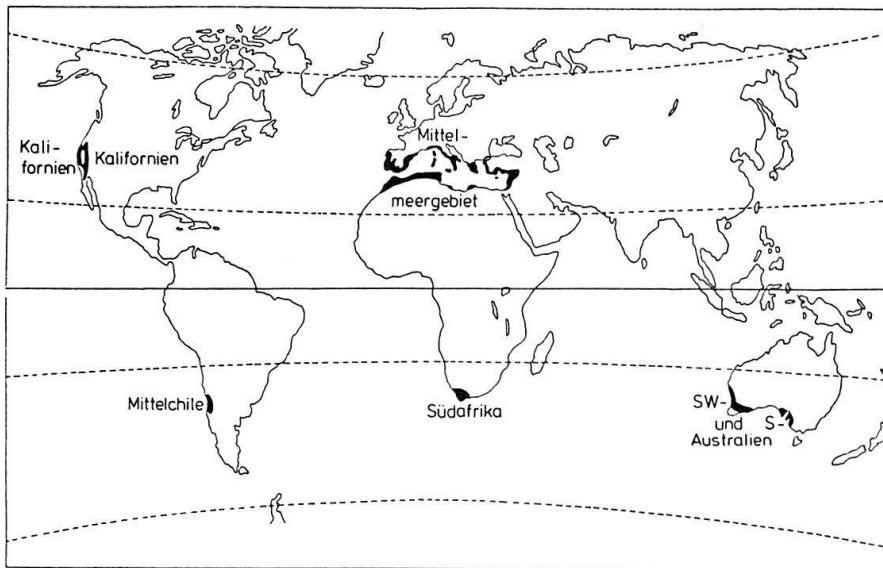 Mittel-
Kali-
fornien
Kalifornien
meergebiet
Mittelchile
Südafrika
SW-
und
S-
Australien